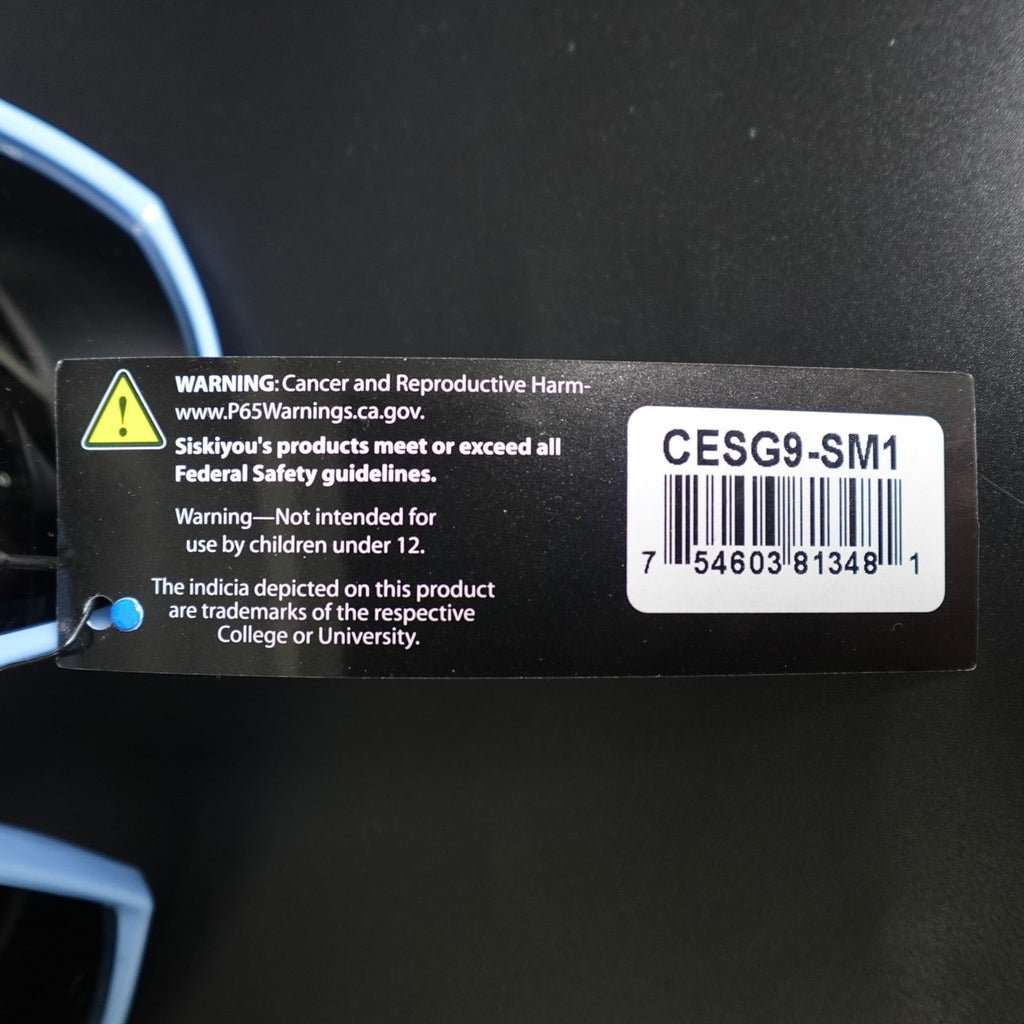 WARNING: Cancer and Reproductive Harm-
www.P65Warnings.ca.gov.
Siskiyou's products meet or exceed all
Federal Safety guidelines.
Warning—Not intended for
use by children under 12.
The indicia depicted on this product
are trademarks of the respective
College or University.
CESG9-SM1
7 54603 81348 1